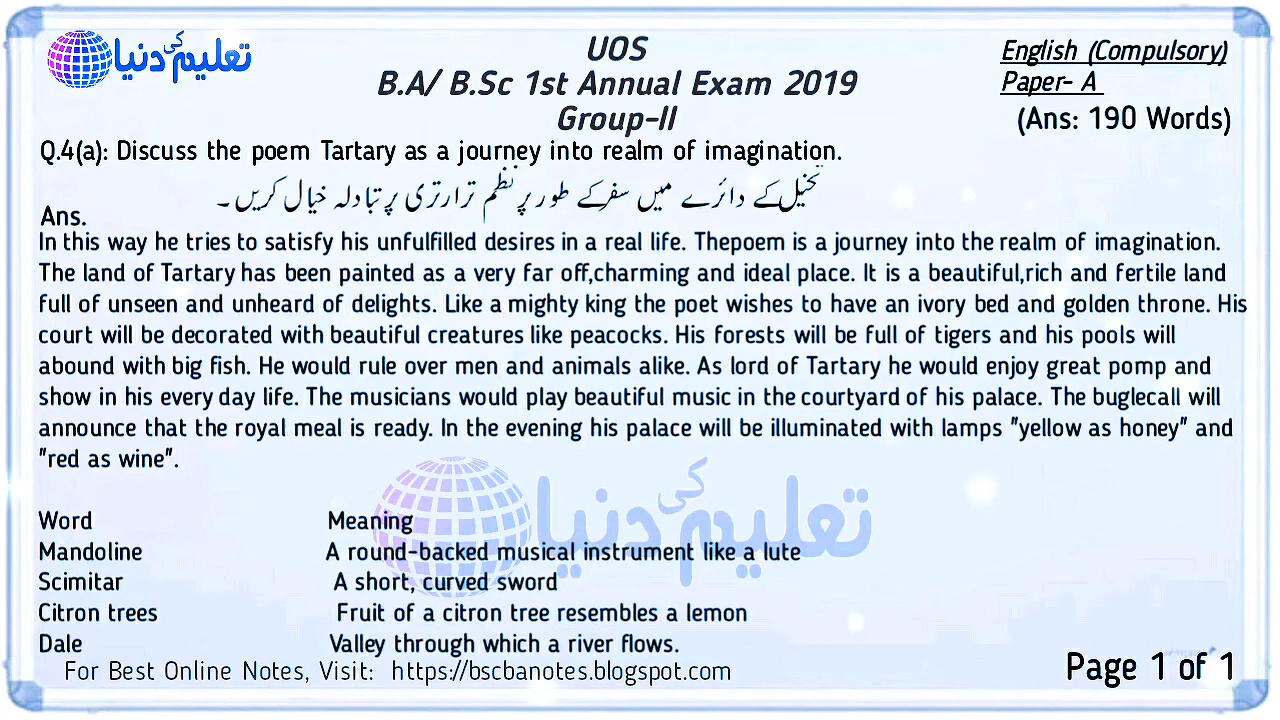 تعلیم کی دنیا
UOS
B.A/ B.Sc 1st Annual Exam 2019
Group-II
English (Compulsory)
Paper- A
(Ans: 190 Words)
Q.4(a): Discuss the poem Tartary as a journey into realm of imagination.
تخیل کے دائرے میں سفر کے طور پر نظم ترارتری پر تبادلہ خیال کریں۔
Ans.
In this way he tries to satisfy his unfulfilled desires in a real life. Thepoem is a journey into the realm of imagination.
The land of Tartary has been painted as a very far off,charming and ideal place. It is a beautiful,rich and fertile land
full of unseen and unheard of delights. Like a mighty king the poet wishes to have an ivory bed and golden throne. His
court will be decorated with beautiful creatures like peacocks. His forests will be full of tigers and his pools will
abound with big fish. He would rule over men and animals alike. As lord of Tartary he would enjoy great pomp and
show in his every day life. The musicians would play beautiful music in the courtyard of his palace. The buglecall will
announce that the royal meal is ready. In the evening his palace will be illuminated with lamps "yellow as honey" and
"red as wine".
تعلیم کی دنیا
Word Meaning
Mandoline A round-backed musical instrument like a lute
Scimitar A short, curved sword
Citron trees Fruit of a citron tree resembles a lemon
Dale Valley through which a river flows.
For Best Online Notes, Visit: https://bscbanotes.blogspot.com
Page 1 of 1